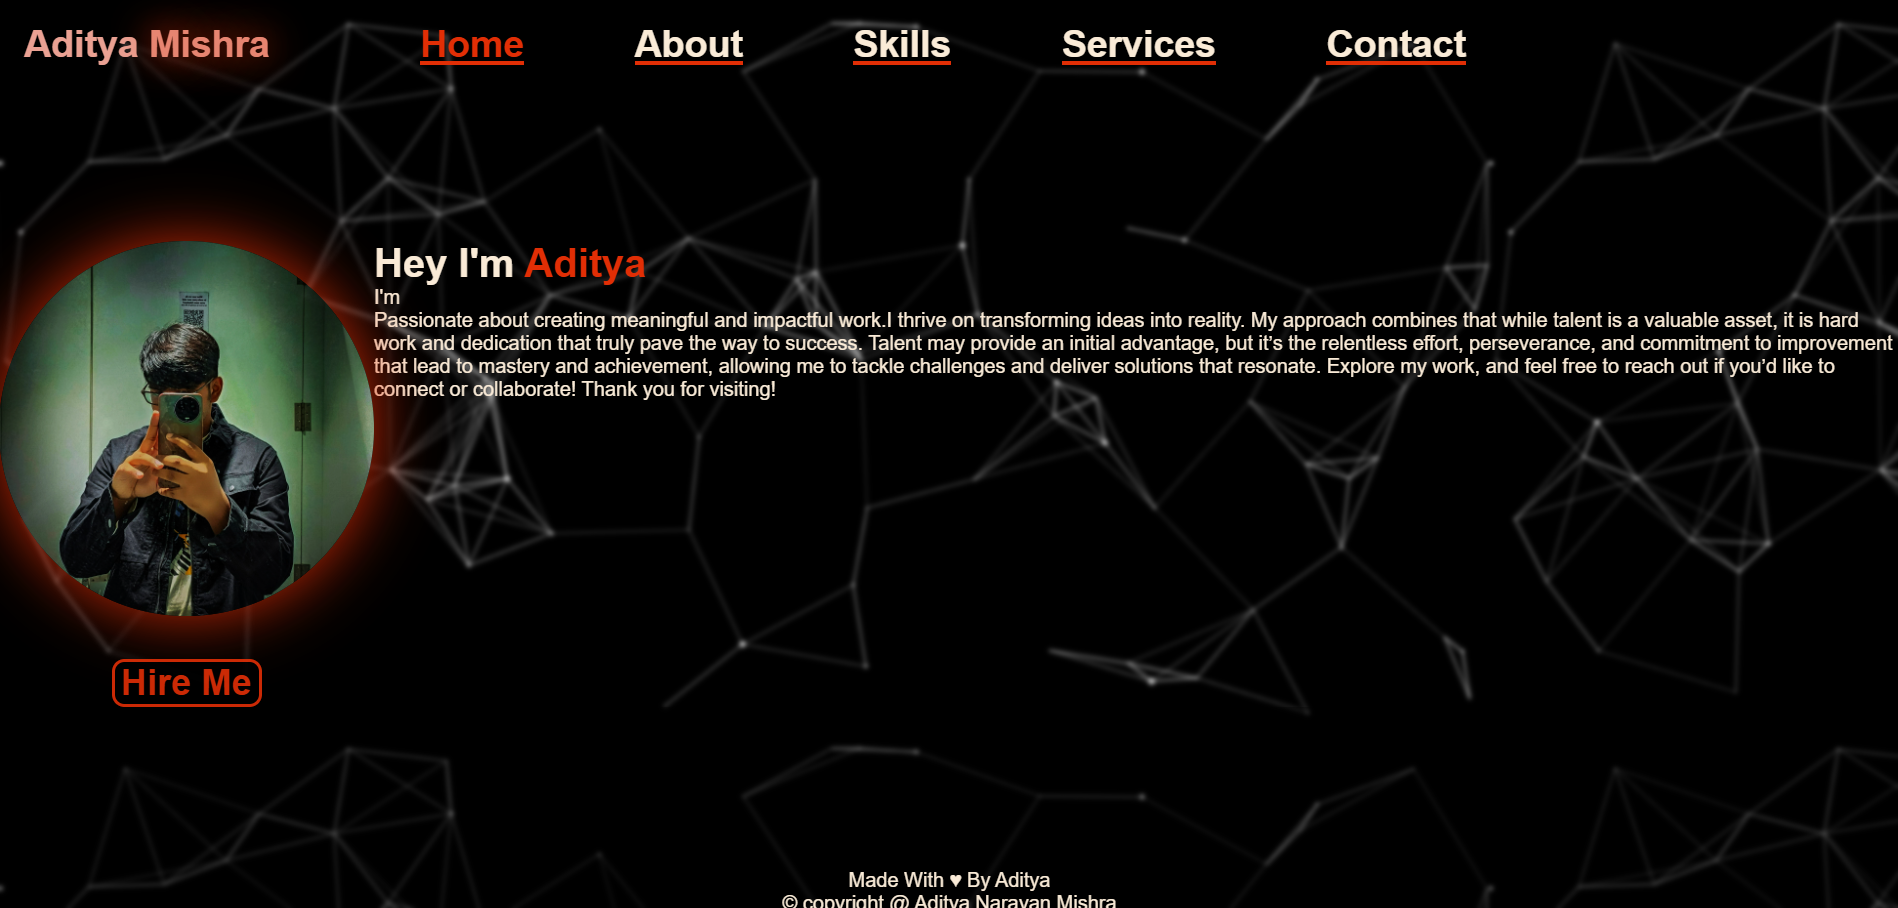 Aditya Mishra Home About Skills Services Contact
Hey I'm Aditya
I'm
Passionate about creating meaningful and impactful work.I thrive on transforming ideas into reality. My approach combines that while talent is a valuable asset, it is hard
work and dedication that truly pave the way to success. Talent may provide an initial advantage, but it’s the relentless effort, perseverance, and commitment to improvement
that lead to mastery and achievement, allowing me to tackle challenges and deliver solutions that resonate. Explore my work, and feel free to reach out if you’d like to
connect or collaborate! Thank you for visiting!
Hire Me
Made With ♥ By Aditya
© copyright @ Aditya Narayan Mishra